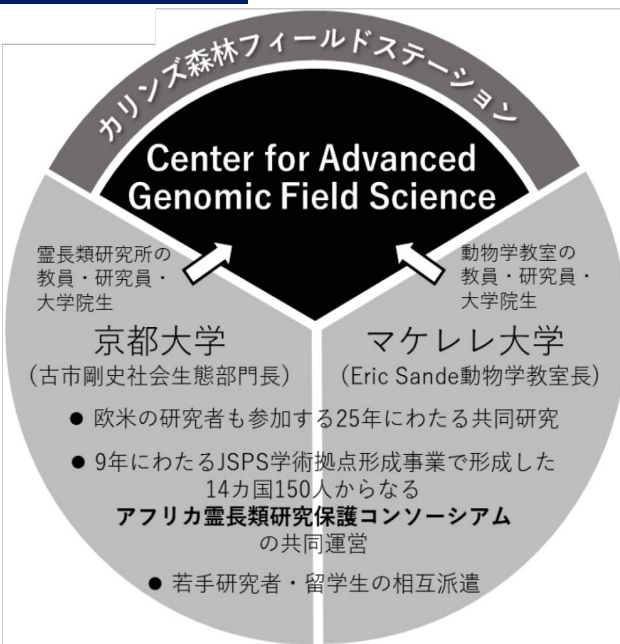 カリンズ森林フィールドステーション
Center for Advanced
Genomic Field Science
霊長類研究所の
教員・研究員・
大学院生
動物学教室の
教員・研究員・
大学院生
京都大学
(古市剛史社会生態部門長)
マケレレ大学
(Eric Sande動物学教室長)
● 欧米の研究者も参加する25年にわたる共同研究
● 9年にわたるJSPS学術拠点形成事業で形成した
14カ国150人からなる
アフリカ霊長類研究保護コンソーシアム
の共同運営
● 若手研究者・留学生の相互派遣